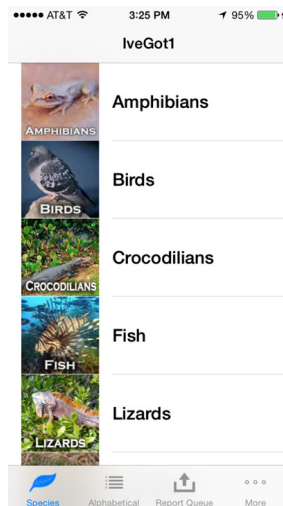 AT&T 3:25 PM 95%
IveGot1
AMPHIBIANS
Amphibians
BIRDS
Birds
CROCODILIANS
Crocodilians
FISH
Fish
LIZARDS
Lizards
Species Alphabetical Report Queue More